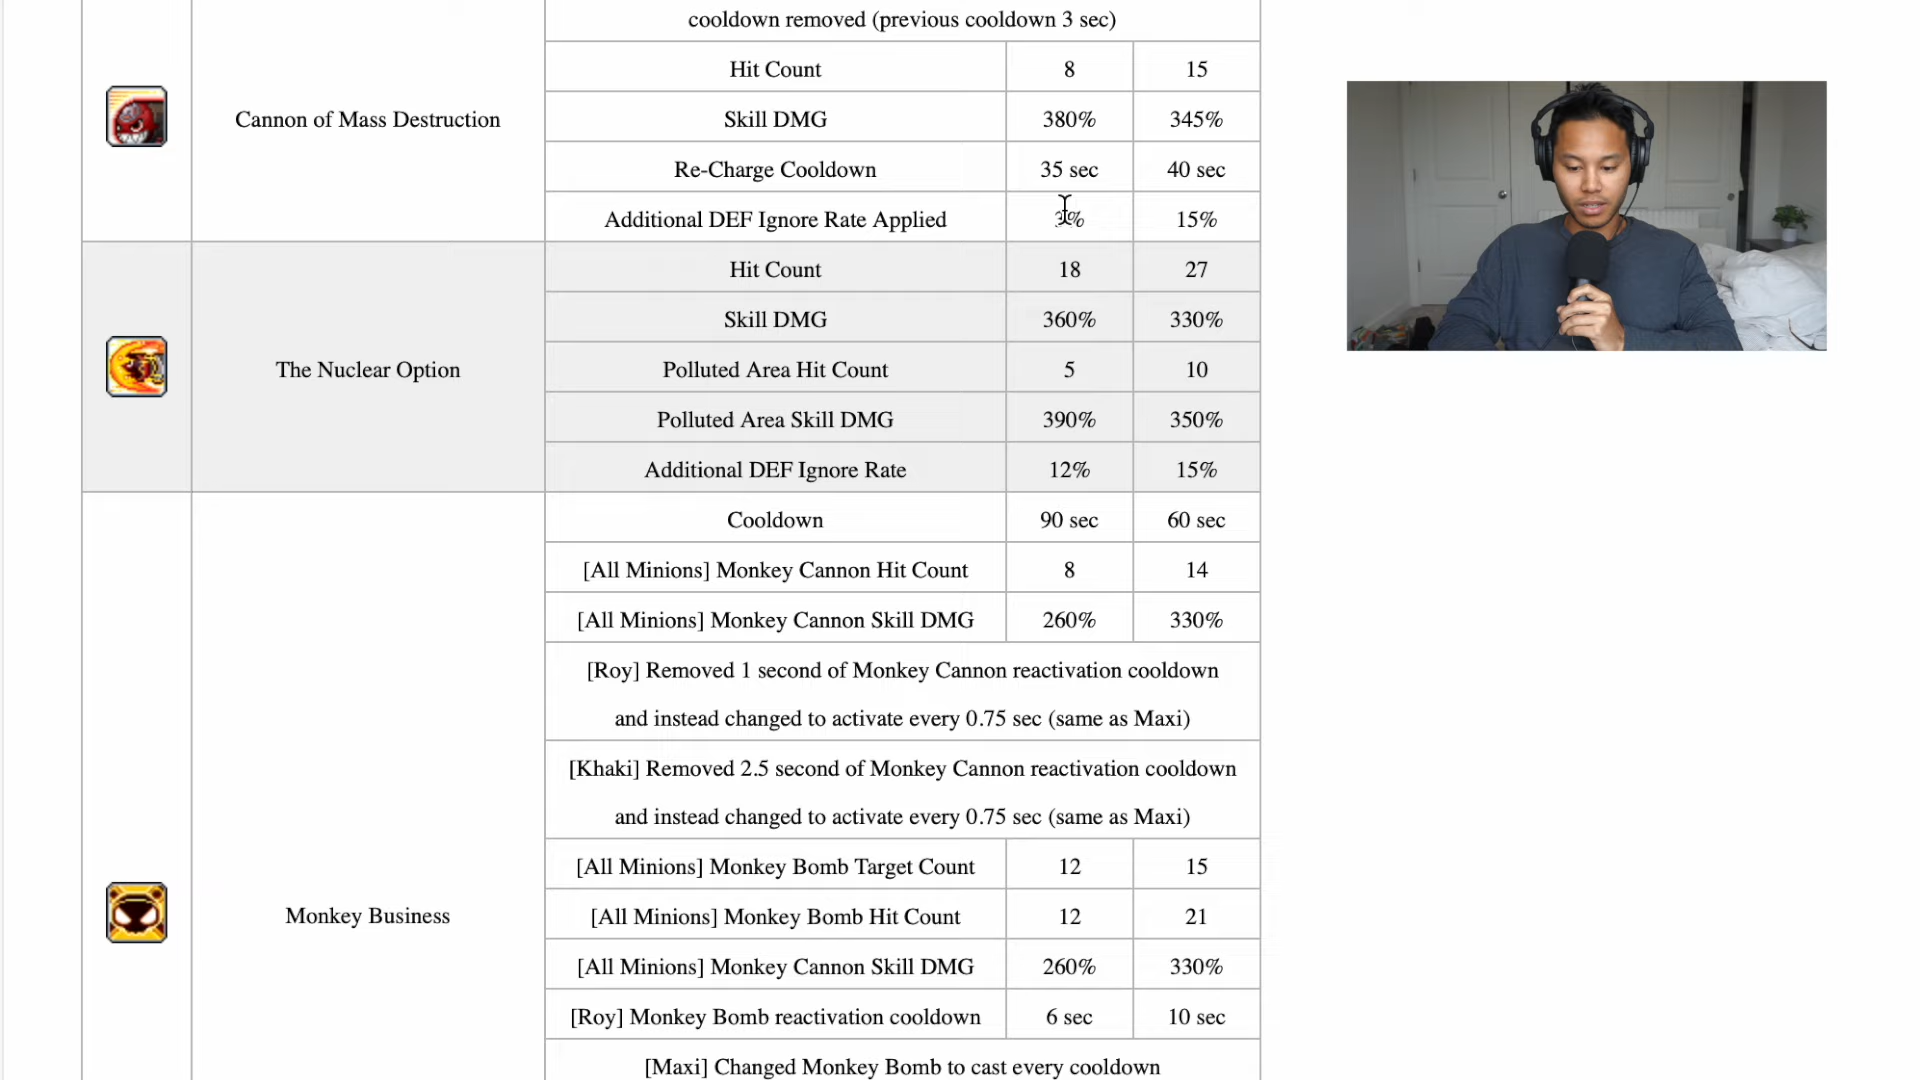 cooldown removed (previous cooldown 3 sec)
Cannon of Mass Destruction
Hit Count 8 15
Skill DMG 380% 345%
Re-Charge Cooldown 35 sec 40 sec
Additional DEF Ignore Rate Applied 15%
The Nuclear Option
Hit Count 18 27
Skill DMG 360% 330%
Polluted Area Hit Count 5 10
Polluted Area Skill DMG 390% 350%
Additional DEF Ignore Rate 12% 15%
Monkey Business
Cooldown 90 sec 60 sec
[All Minions] Monkey Cannon Hit Count 8 14
[All Minions] Monkey Cannon Skill DMG 260% 330%
[Roy] Removed 1 second of Monkey Cannon reactivation cooldown
and instead changed to activate every 0.75 sec (same as Maxi)
[Khaki] Removed 2.5 second of Monkey Cannon reactivation cooldown
and instead changed to activate every 0.75 sec (same as Maxi)
[All Minions] Monkey Bomb Target Count 12 15
[All Minions] Monkey Bomb Hit Count 12 21
[All Minions] Monkey Cannon Skill DMG 260% 330%
[Roy] Monkey Bomb reactivation cooldown 6 sec 10 sec
[Maxi] Changed Monkey Bomb to cast every cooldown